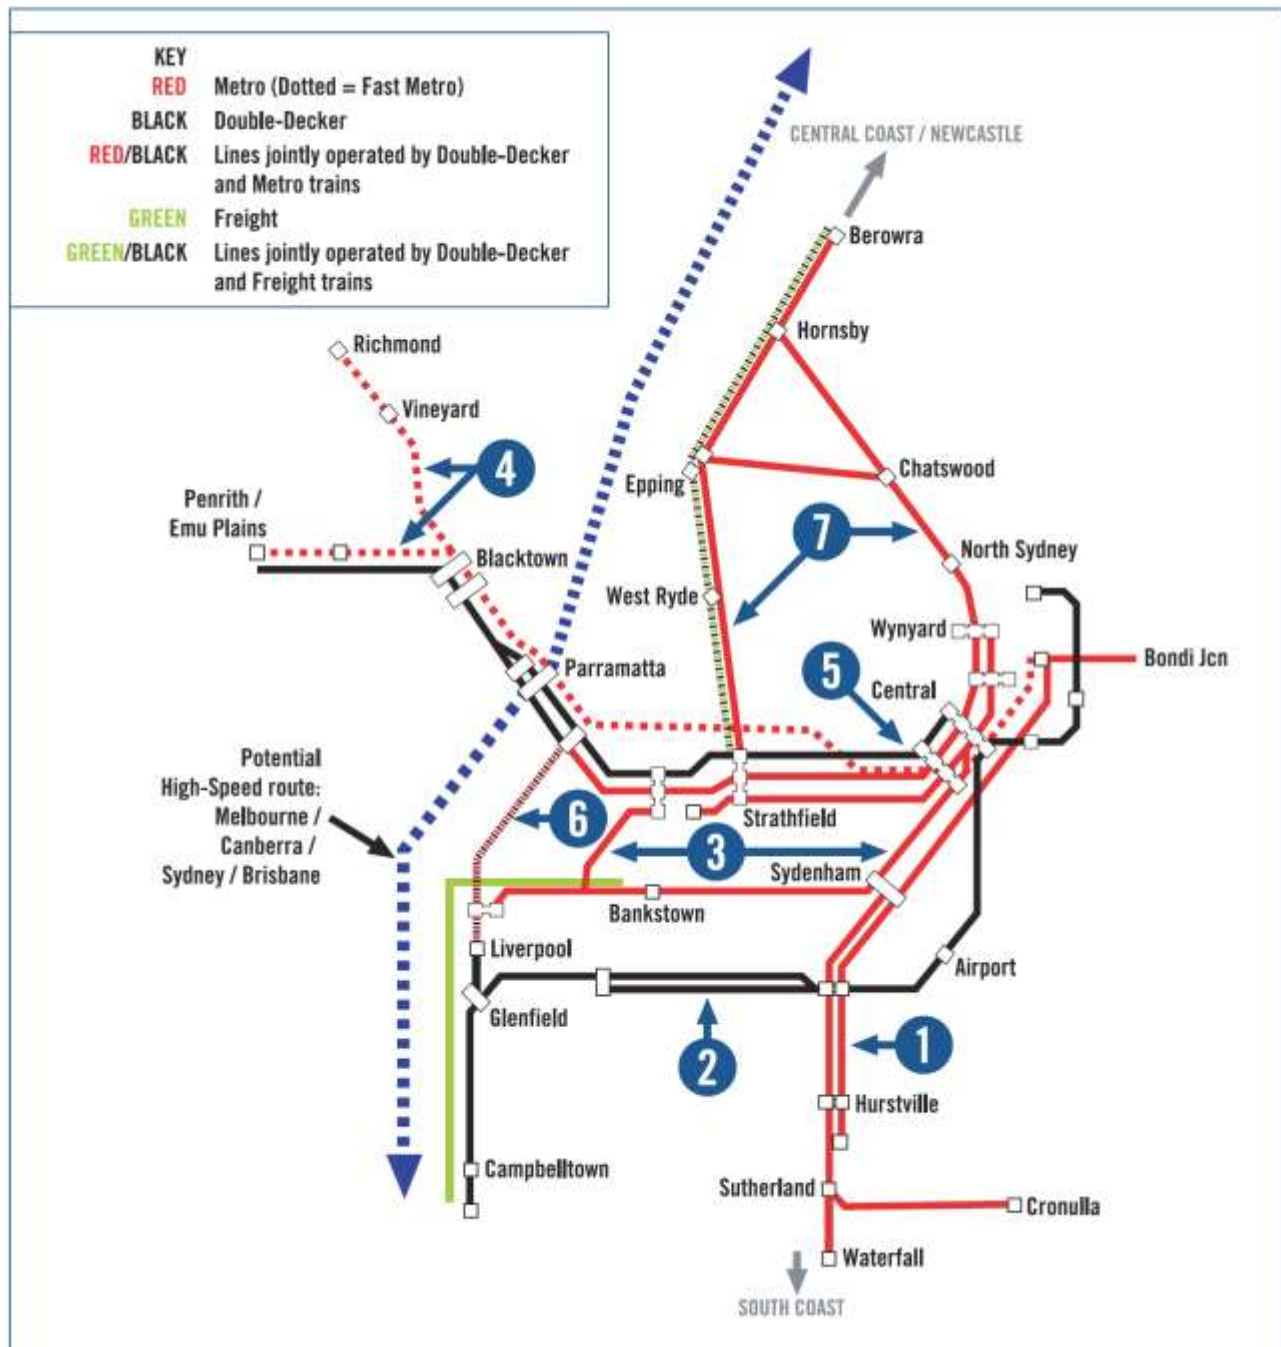 KEY
RED Metro (Dotted = Fast Metro)
BLACK Double-Decker
RED/BLACK Lines jointly operated by Double-Decker
and Metro trains
GREEN Freight
GREEN/BLACK Lines jointly operated by Double-Decker
and Freight trains
CENTRAL COAST / NEWCASTLE
Berowra
Hornsby
Richmond
Vineyard
4
Epping
Chatswood
Penrith /
Emu Plains
Blacktown
7
North Sydney
West Ryde
Wynyard
Parramatta
5
Central
Bondi Jcn
Potential
High-Speed route:
Melbourne /
Canberra /
Sydney / Brisbane
6
Strathfield
3
Sydenham
Bankstown
Liverpool
Airport
Glenfield
2
1
Hurstville
Campbelltown
Sutherland
Cronulla
Waterfall
SOUTH COAST